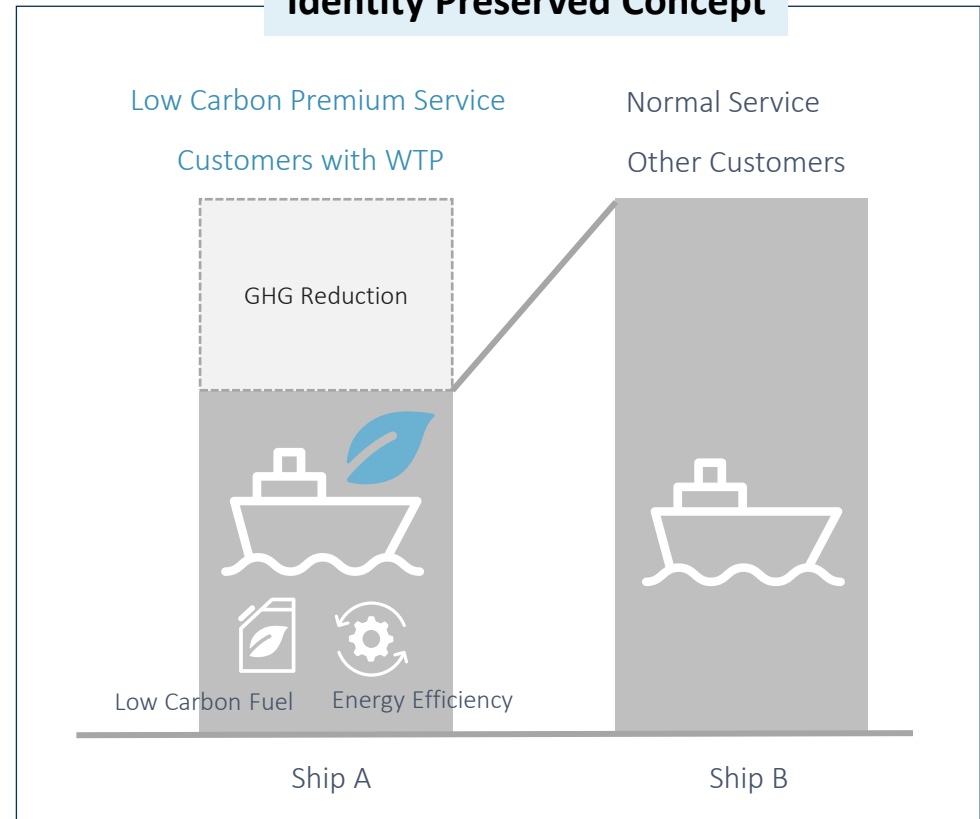 Identity Preserved Concept
Low Carbon Premium Service
Normal Service
Customers with WTP
Other Customers
GHG Reduction
Low Carbon Fuel
Energy Efficiency
Ship A
Ship B